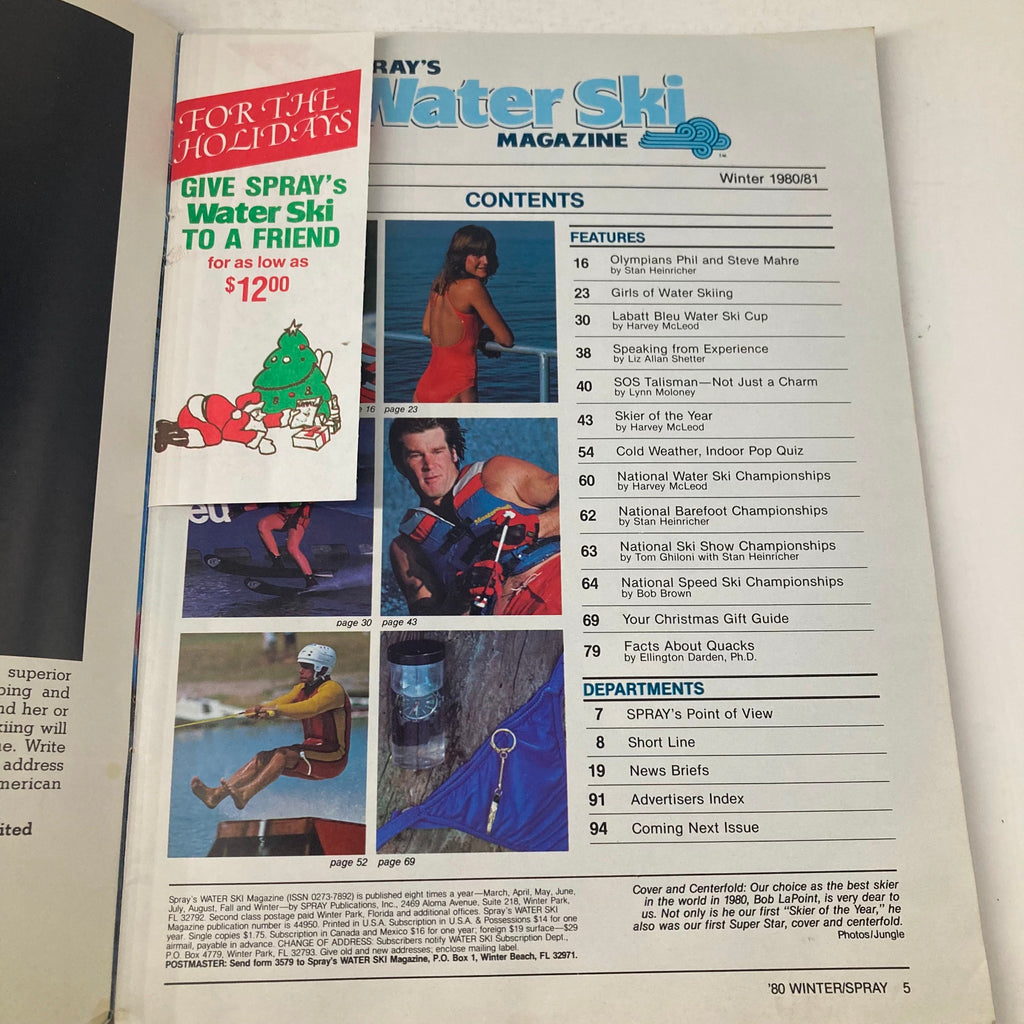 superior
ping and
nd her or
kiing will
ne. Write
address
merican
ited
FOR THE
HOLIDAYS
GIVE SPRAY's
Water Ski
TO A FRIEND
for as low as
$1200
RAY'S
Water Ski
MAGAZINE
TM
Winter 1980/81
CONTENTS
e 16 page 23
eu
page 30 page 43
page 52 page 69
FEATURES
16 Olympians Phil and Steve Mahre
by Stan Heinricher
23 Girls of Water Skiing
30 Labatt Bleu Water Ski Cup
by Harvey McLeod
38 Speaking from Experience
by Liz Allan Shetter
40 SOS Talisman—Not Just a Charm
by Lynn Moloney
43 Skier of the Year
by Harvey McLeod
54 Cold Weather, Indoor Pop Quiz
60 National Water Ski Championships
by Harvey McLeod
62 National Barefoot Championships
by Stan Heinricher
63 National Ski Show Championships
by Tom Ghiloni with Stan Heinricher
64 National Speed Ski Championships
by Bob Brown
69 Your Christmas Gift Guide
79 Facts About Quacks
by Ellington Darden, Ph.D.
DEPARTMENTS
7 SPRAY's Point of View
8 Short Line
19 News Briefs
91 Advertisers Index
94 Coming Next Issue
Spray's WATER SKI Magazine (ISSN 0273-7892) is published eight times a year—March, April, May, June,
July, August, Fall and Winter—by SPRAY Publications, Inc., 2469 Aloma Avenue, Suite 218, Winter Park,
FL 32792. Second class postage paid Winter Park, Florida and additional offices. Spray's WATER SKI
Magazine publication number is 44950. Printed in U.S.A. Subscription in U.S.A. & Possessions $14 for one
year. Single copies $1.75. Subscription in Canada and Mexico $16 for one year; foreign $19 surface—$29
airmail, payable in advance. CHANGE OF ADDRESS: Subscribers notify WATER SKI Subscription Dept.,
P.O. Box 4779, Winter Park, FL 32793. Give old and new addresses; enclose mailing label.
POSTMASTER: Send form 3579 to Spray's WATER SKI Magazine, P.O. Box 1, Winter Beach, FL 32971.
Cover and Centerfold: Our choice as the best skier
in the world in 1980, Bob LaPoint, is very dear to
us. Not only is he our first "Skier of the Year," he
also was our first Super Star, cover and centerfold.
Photos/Jungle
'80 WINTER/SPRAY 5